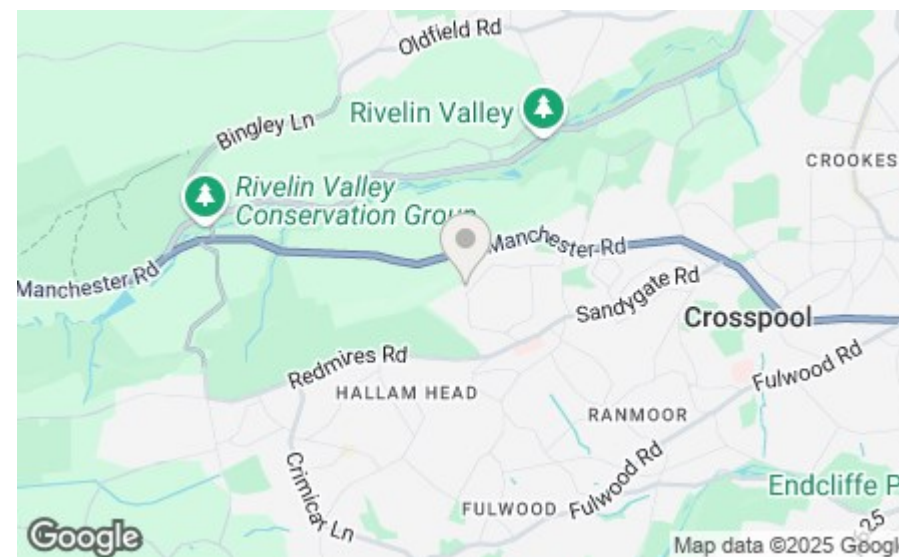 Oldfield Rd
Rivelin Valley
Bingley Ln
CROOKES
Rivelin Valley
Conservation Group
Manchester Rd
Manchester Rd
Sandygate Rd
Crosspool
Redmires Rd
Fulwood Rd
HALLAM HEAD
RANMOOR
Crimicar Ln
Fulwood Rd
FULWOOD
Endcliffe P
Google
Map data ©2025 Googl